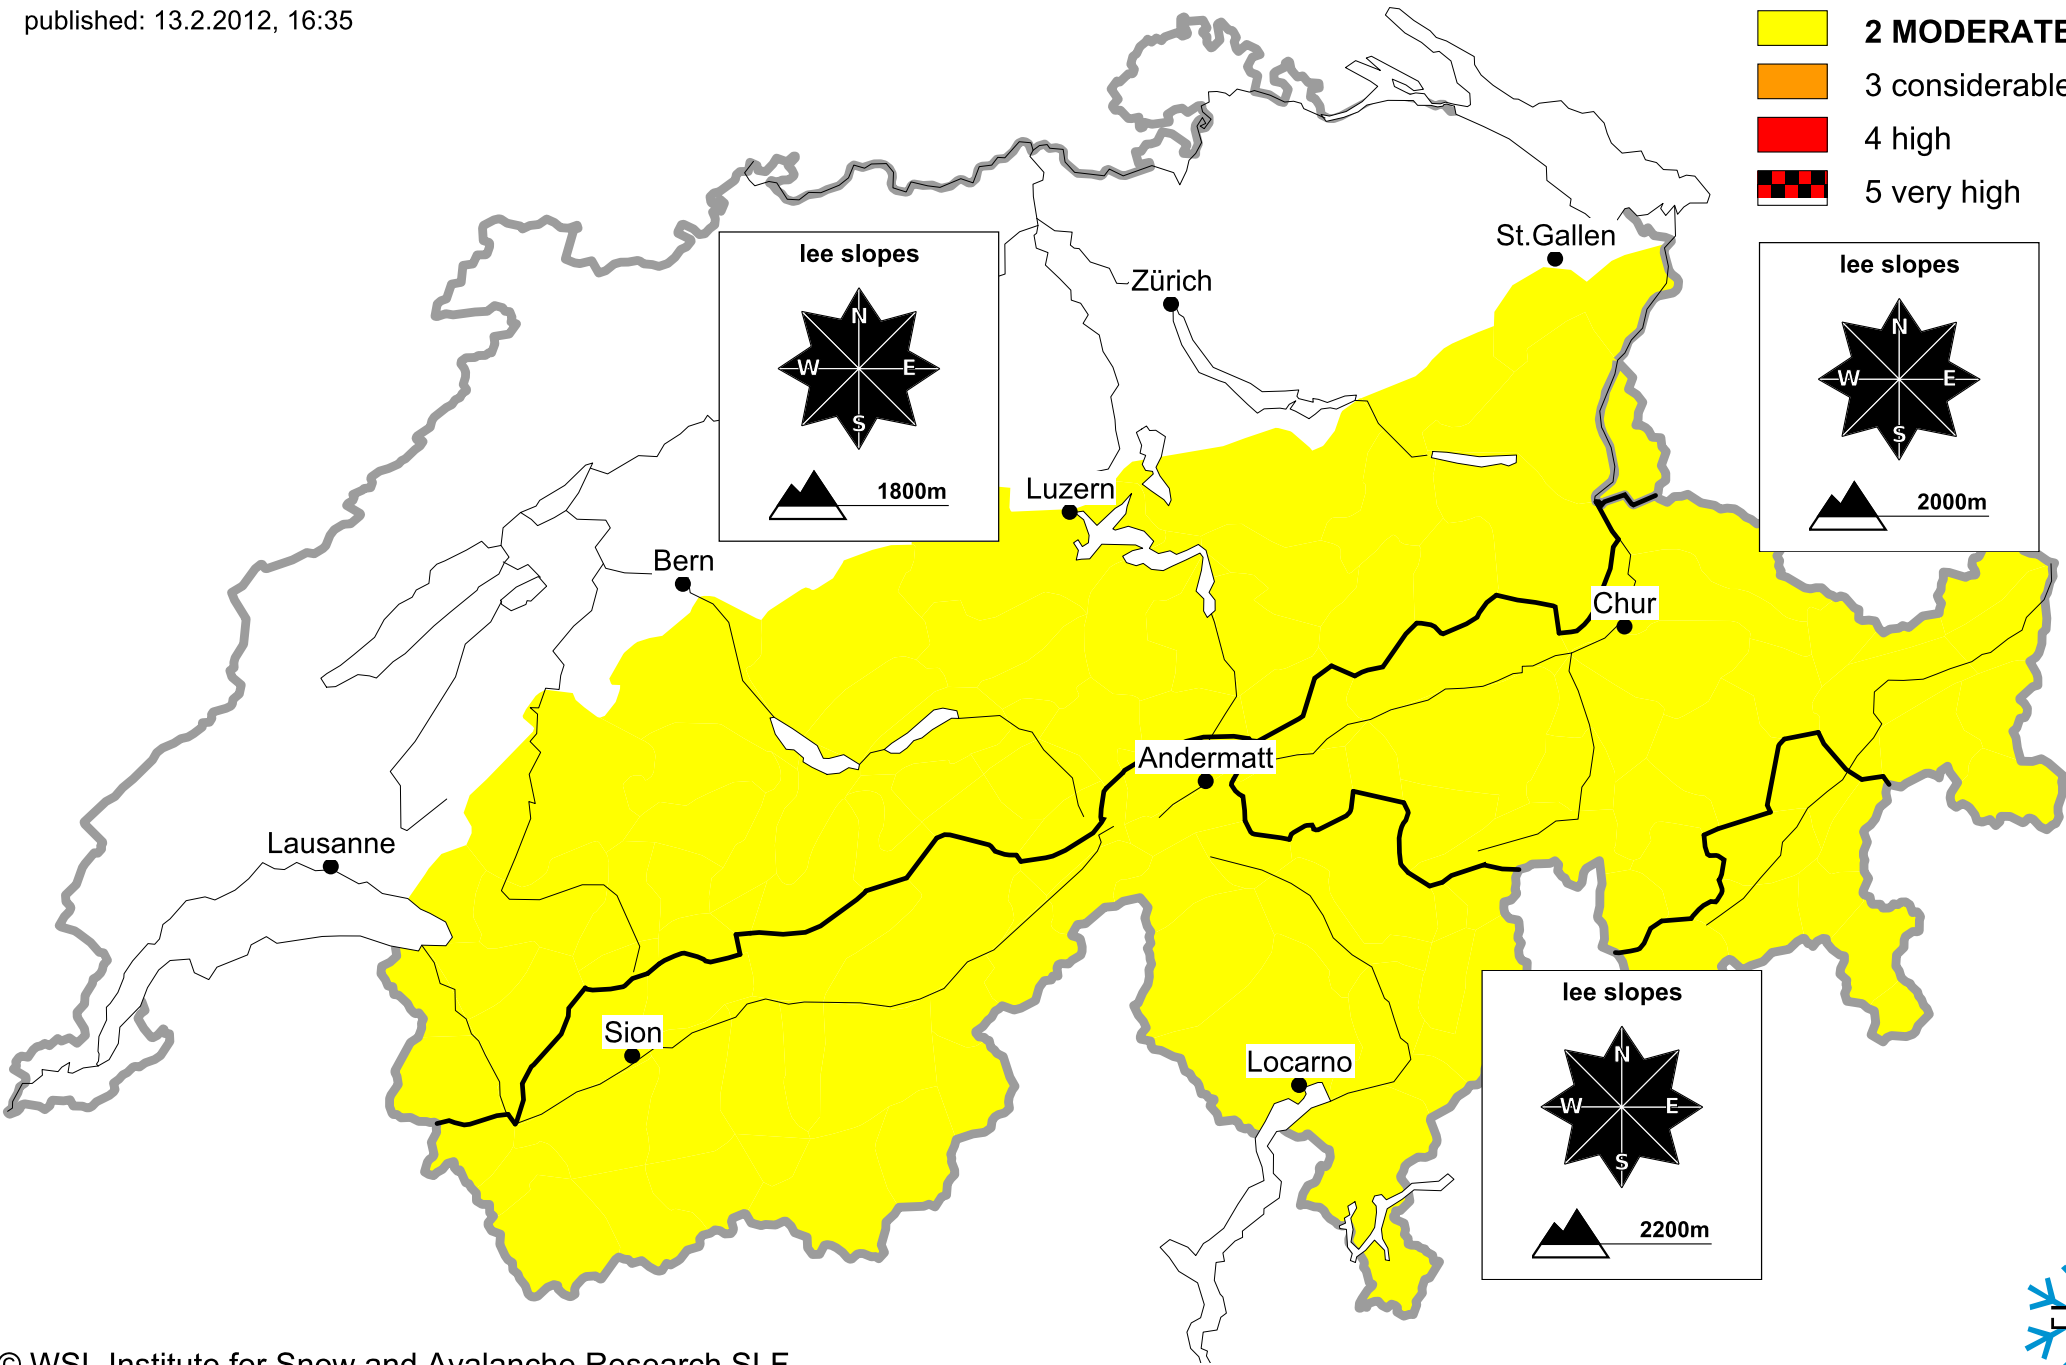 published: 13.2.2012, 16:35
2 MODERATE
3 considerable
4 high
5 very high
lee slopes
N
W E
S
1800m
lee slopes
N
W E
S
2000m
St.Gallen
Zürich
Luzern
Bern
Chur
Andermatt
Lausanne
Sion
Locarno
lee slopes
N
W E
S
2200m
© WSL Institute for Snow and Avalanche Research SLF